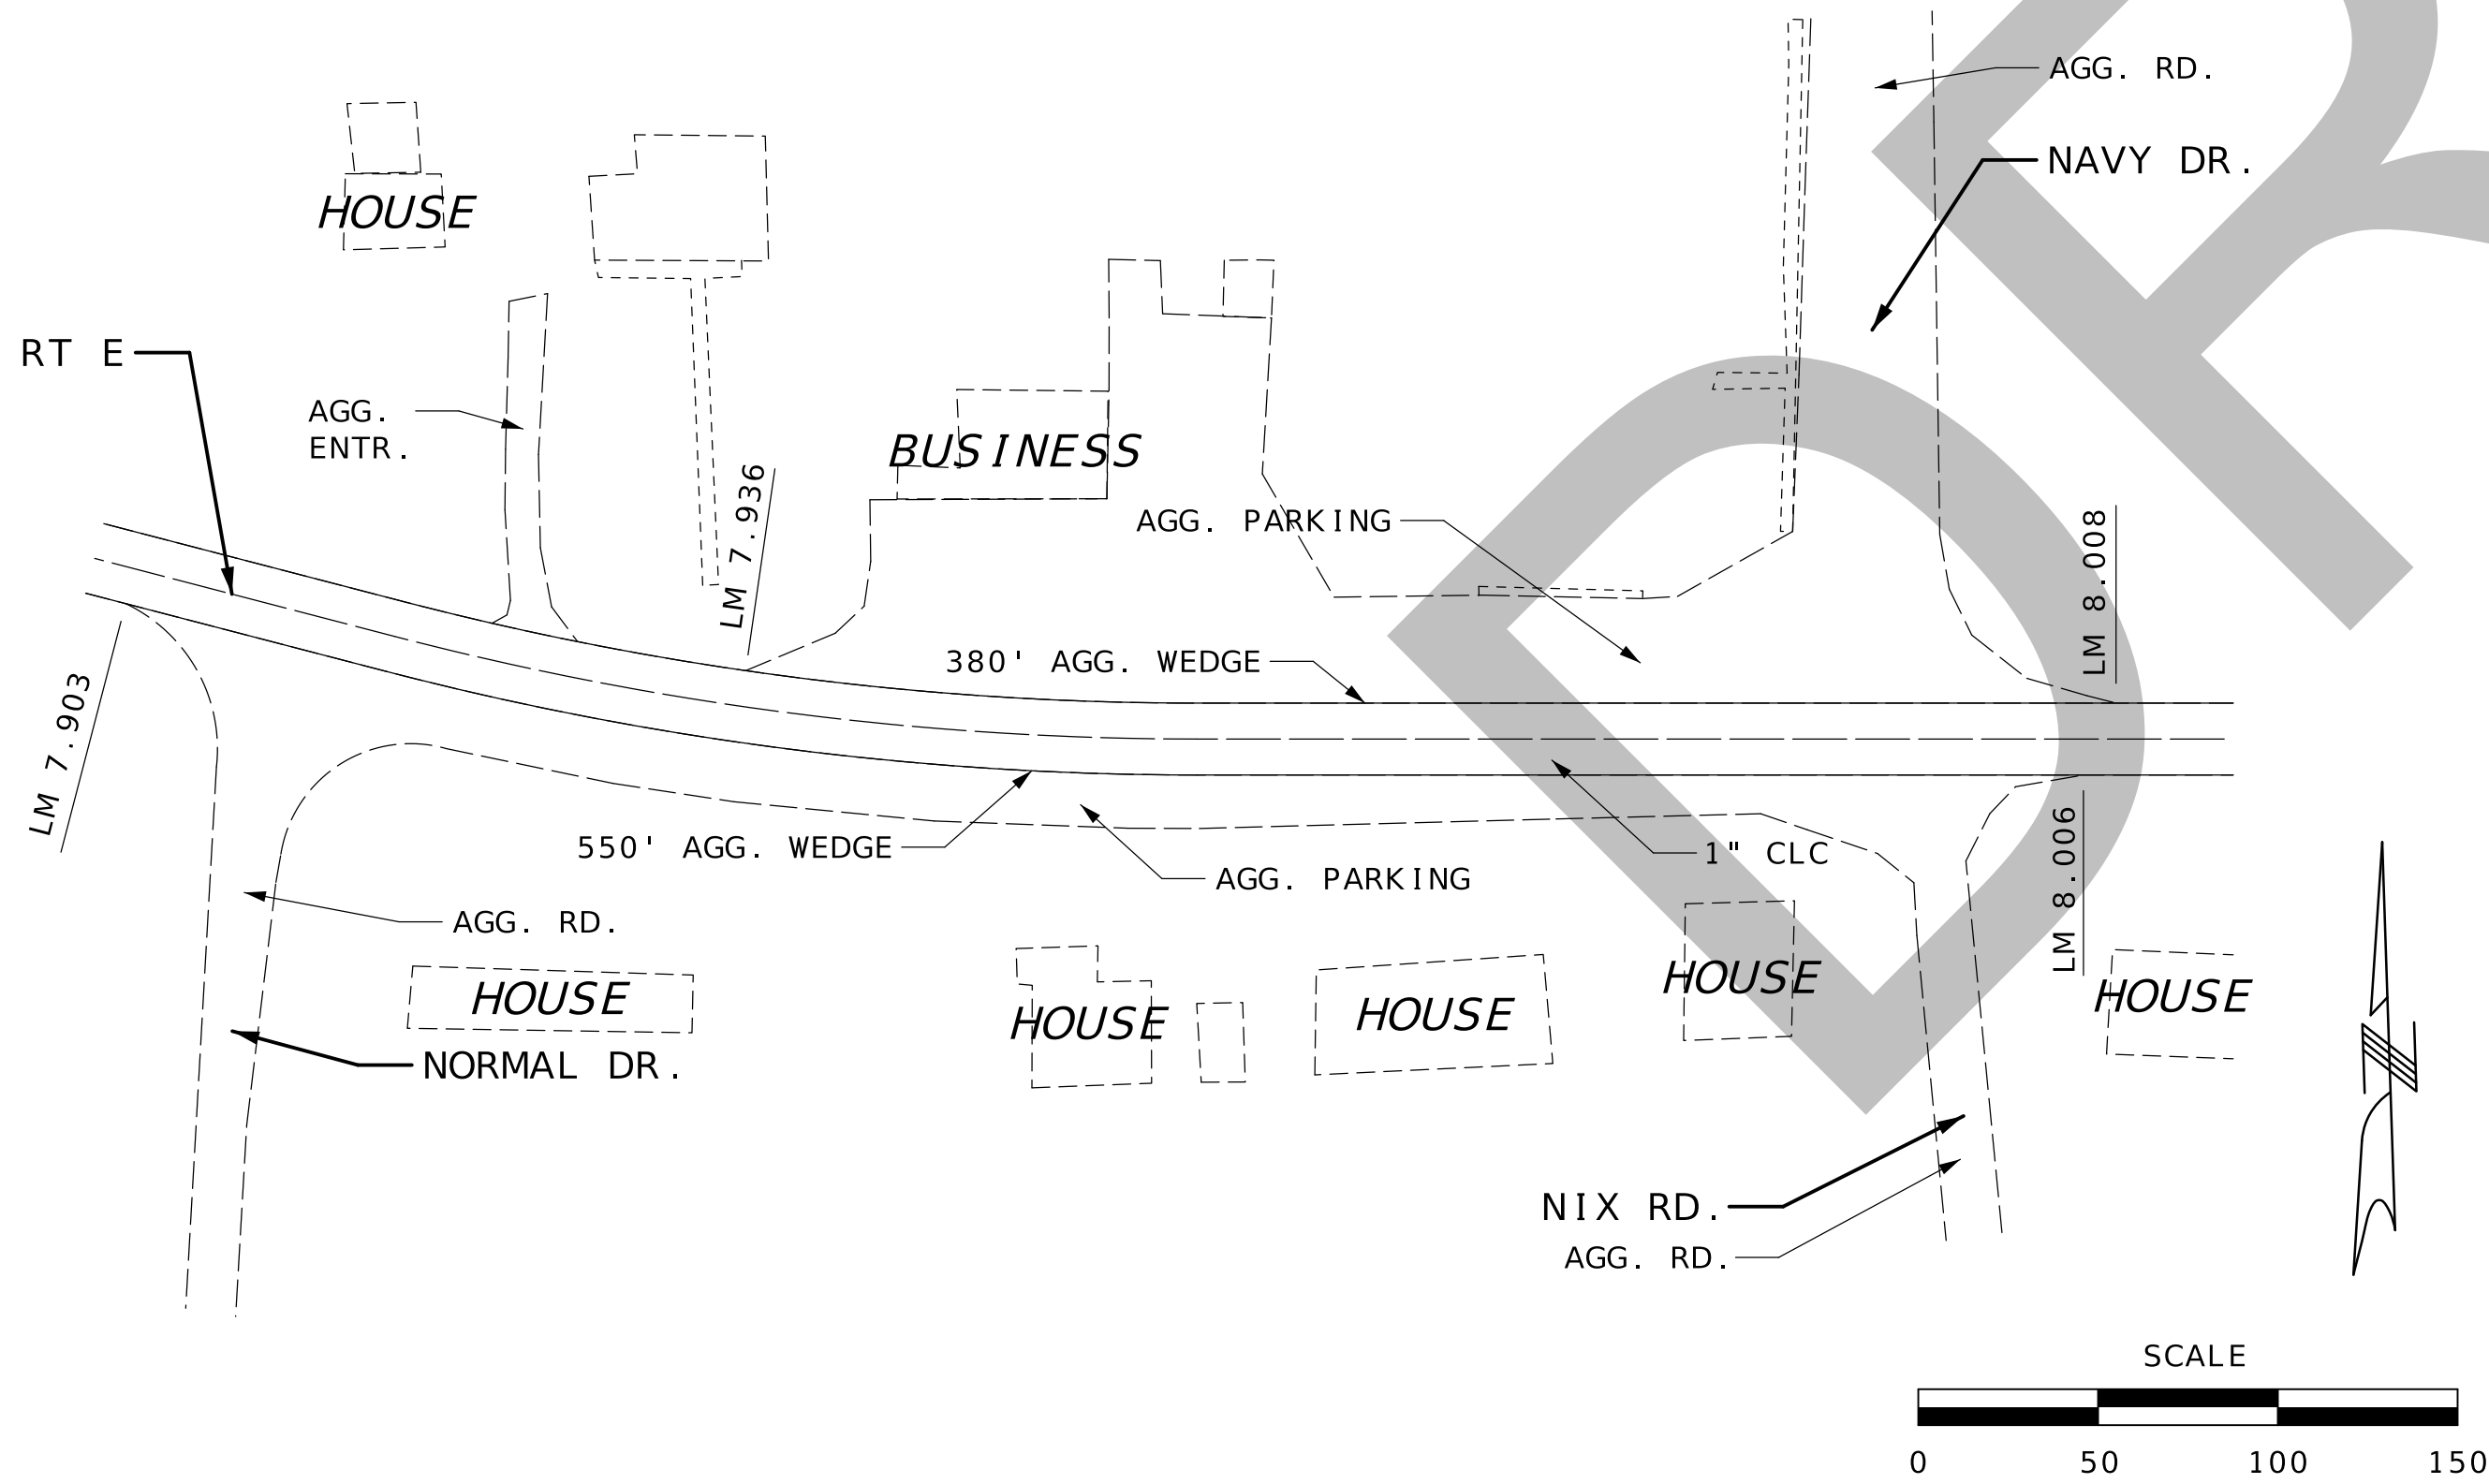 AGG. RD.
NAVY DR.
HOUSE
RT E
AGG.
ENTR.
BUSINESS
LM 7.936
AGG. PARKING
LM 8.008
380' AGG. WEDGE
LM 7.903
550' AGG. WEDGE
1" CLC
AGG. PARKING
LM 8.006
AGG. RD.
HOUSE
HOUSE
HOUSE
HOUSE
HOUSE
NORMAL DR.
NIX RD.
AGG. RD.
N
SCALE
0 50 100 150